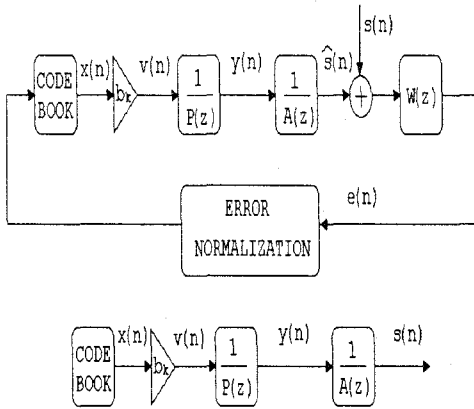 s(n)
x(n) v(n) y(n) ŝ(n)
CODE BOOK
b_k
1/P(z)
1/A(z)
+
W(z)
e(n)
ERROR
NORMALIZATION
x(n) v(n) y(n) s(n)
CODE BOOK
b_k
1/P(z)
1/A(z)